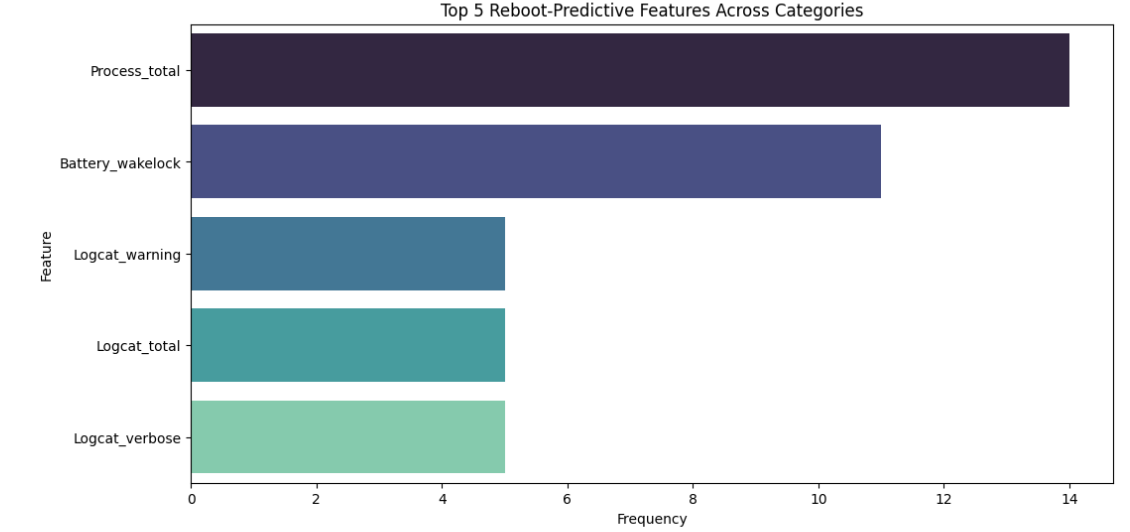 Top 5 Reboot-Predictive Features Across Categories
Process_total
Battery_wakelock
Logcat_warning
Logcat_total
Logcat_verbose
Feature
0 2 4 6 8 10 12 14
Frequency